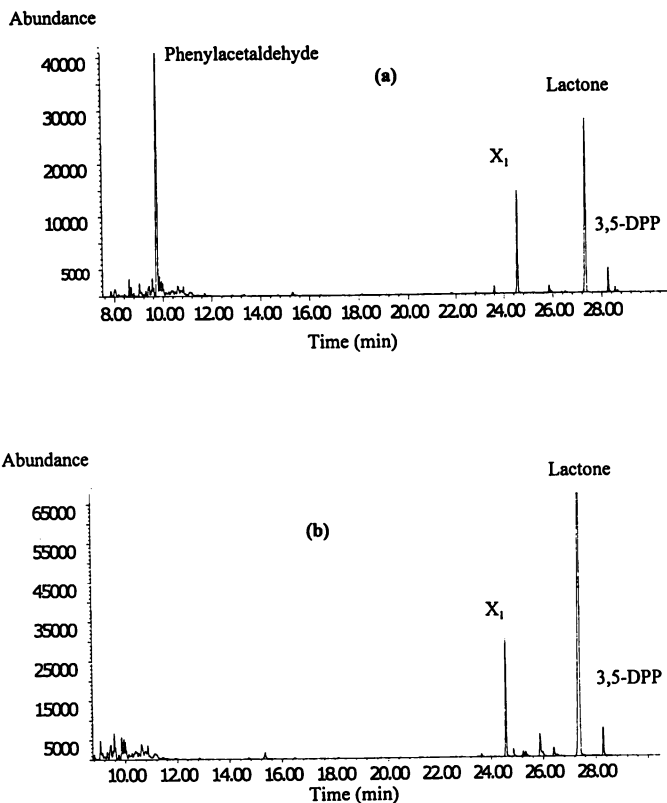 Abundance
Phenylacetaldehyde
(a)
Lactone
40000
30000
X₁
20000
3,5-DPP
10000
5000
8.00 10.00 12.00 14.00 16.00 18.00 20.00 22.00 24.00 26.00 28.00
Time (min)
Abundance
Lactone
65000
(b)
55000
45000
35000
X₁
25000
3,5-DPP
15000
5000
10.00 12.00 14.00 16.00 18.00 20.00 22.00 24.00 26.00 28.00
Time (min)